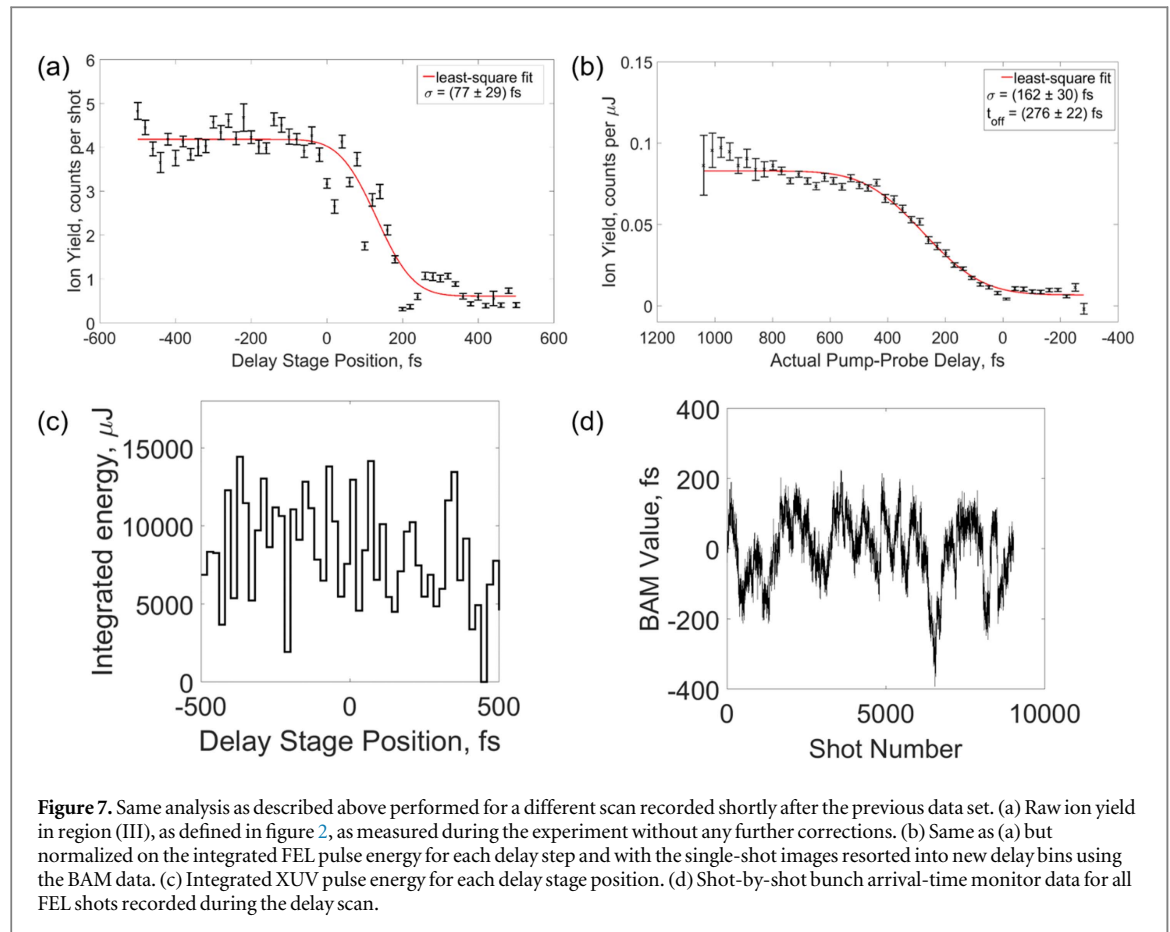 (a)
6
5
4
3
2
1
0
Ion Yield, counts per shot
least-square fit
σ = (77 ± 29) fs
-600 -400 -200 0 200 400 600
Delay Stage Position, fs
(b)
0.15
0.1
0.05
0
Ion Yield, counts per μJ
least-square fit
σ = (162 ± 30) fs
t_off = (276 ± 22) fs
1200 1000 800 600 400 200 0 -200 -400
Actual Pump-Probe Delay, fs
(c)
15000
10000
5000
0
Integrated energy, μJ
-500 0 500
Delay Stage Position, fs
(d)
400
200
0
-200
-400
BAM Value, fs
0 5000 10000
Shot Number
Figure 7. Same analysis as described above performed for a different scan recorded shortly after the previous data set. (a) Raw ion yield
in region (III), as defined in figure 2, as measured during the experiment without any further corrections. (b) Same as (a) but
normalized on the integrated FEL pulse energy for each delay step and with the single-shot images resorted into new delay bins using
the BAM data. (c) Integrated XUV pulse energy for each delay stage position. (d) Shot-by-shot bunch arrival-time monitor data for all
FEL shots recorded during the delay scan.